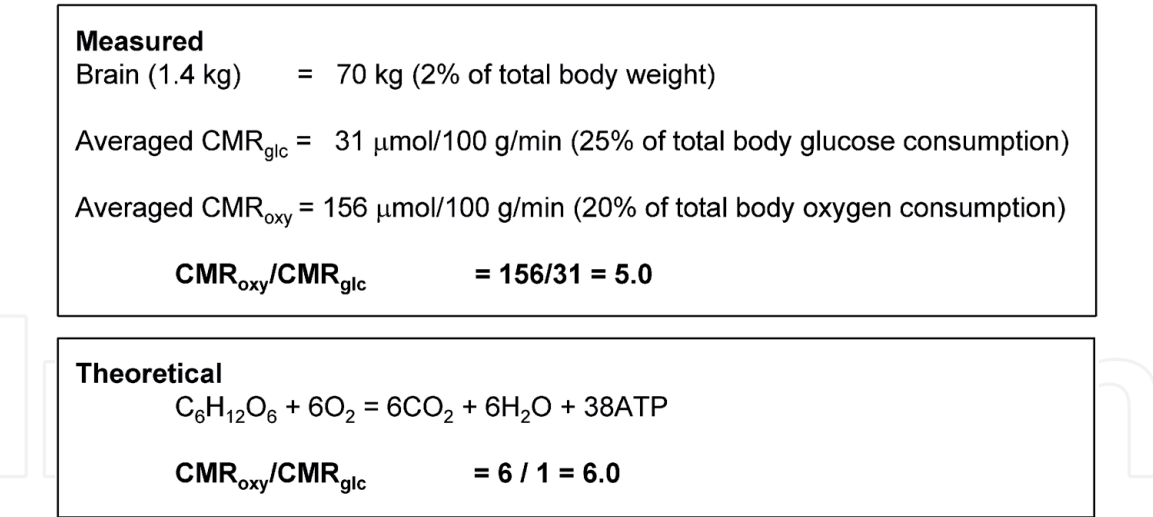 Measured
Brain (1.4 kg) = 70 kg (2% of total body weight)
Averaged CMRglc = 31 μmol/100 g/min (25% of total body glucose consumption)
Averaged CMRoxy = 156 μmol/100 g/min (20% of total body oxygen consumption)
CMRoxy/CMRglc = 156/31 = 5.0
Theoretical
C6H12O6 + 6O2 = 6CO2 + 6H2O + 38ATP
CMRoxy/CMRglc = 6 / 1 = 6.0